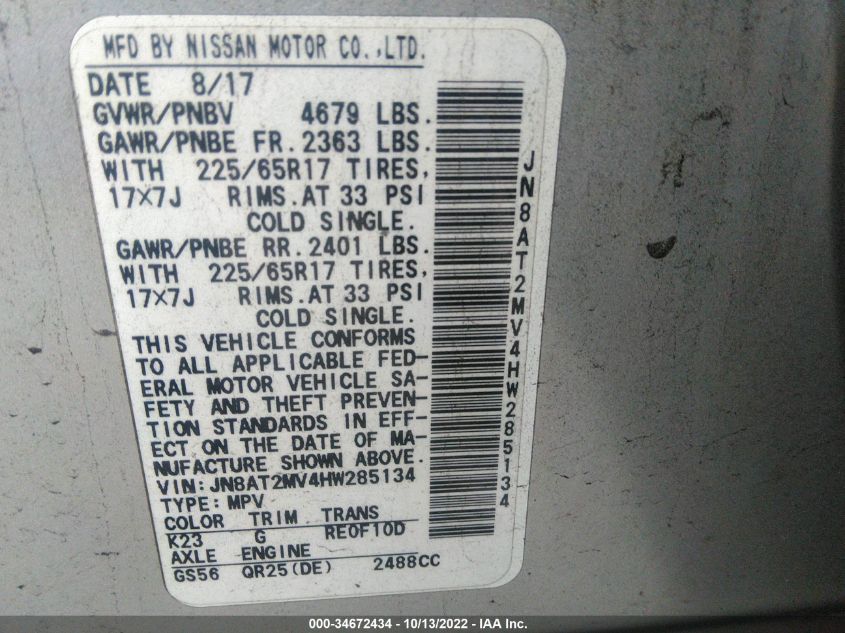 MFD BY NISSAN MOTOR CO.,LTD.
DATE 8/17
GVWR/PNBV 4679 LBS.
GAWR/PNBE FR.2363 LBS.
WITH 225/65R17 TIRES,
17×7J RIMS.AT 33 PSI
COLD SINGLE.
GAWR/PNBE RR.2401 LBS.
WITH 225/65R17 TIRES,
17×7J RIMS.AT 33 PSI
COLD SINGLE.
THIS VEHICLE CONFORMS
TO ALL APPLICABLE FED-
ERAL MOTOR VEHICLE SA-
FETY AND THEFT PREVEN-
TION STANDARDS IN EFF-
ECT ON THE DATE OF MA-
NUFACTURE SHOWN ABOVE.
VIN:JN8AT2MV4HW285134
TYPE:MPV
COLOR TRIM TRANS
K23 G RE0F10D
AXLE ENGINE
GS56 QR25(DE) 2488CC
JN8AT2MV4HW285134
000-34672434 - 10/13/2022 - IAA Inc.